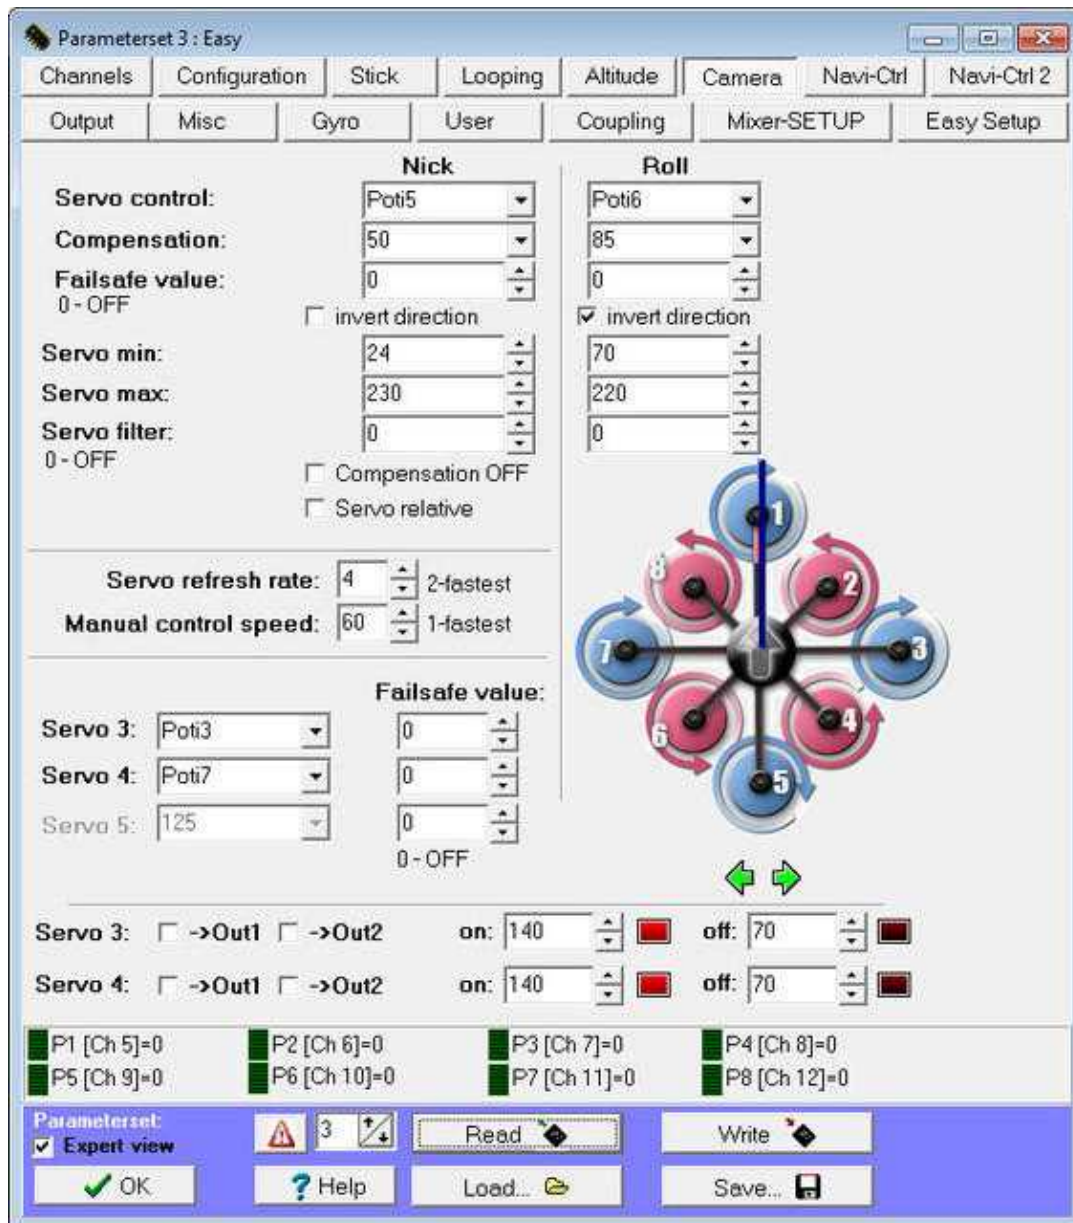 Parameterset 3 : Easy
Channels Configuration Stick Looping Altitude Camera Navi-Ctrl Navi-Ctrl 2
Output Misc Gyro User Coupling Mixer-SETUP Easy Setup
Nick Roll
Servo control: Poti5 Poti6
Compensation: 50 85
Failsafe value: 0 0
0 - OFF
invert direction invert direction
Servo min: 24 70
Servo max: 230 220
Servo filter: 0 0
0 - OFF
Compensation OFF
Servo relative
1
8 2
7 3
6 4
5
Servo refresh rate: 4 2-fastest
Manual control speed: 60 1-fastest
Failsafe value:
Servo 3: Poti3 0
Servo 4: Poti7 0
Servo 5: 125 0
0 - OFF
Servo 3: ->Out1 ->Out2 on: 140 off: 70
Servo 4: ->Out1 ->Out2 on: 140 off: 70
P1 [Ch 5]=0 P2 [Ch 6]=0 P3 [Ch 7]=0 P4 [Ch 8]=0
P5 [Ch 9]=0 P6 [Ch 10]=0 P7 [Ch 11]=0 P8 [Ch 12]=0
Parameterset:
Expert view 3 Read Write
OK ? Help Load... Save...